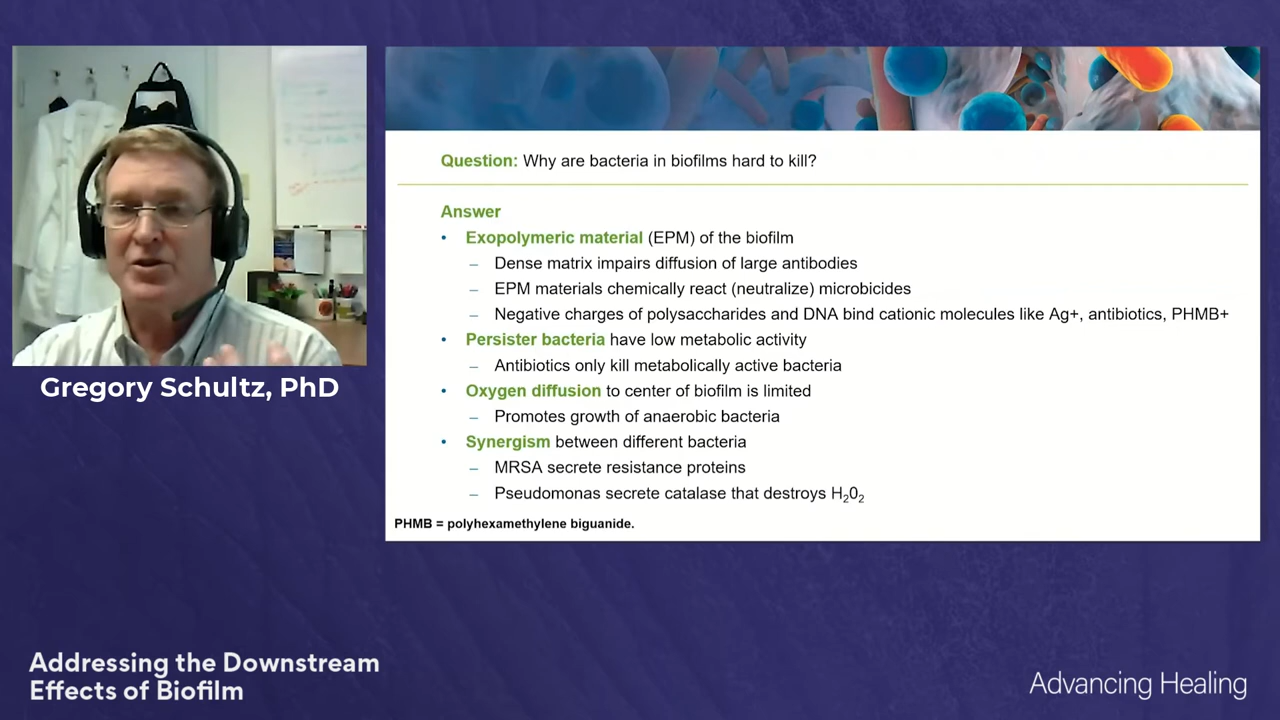 Gregory Schultz, PhD
Question: Why are bacteria in biofilms hard to kill?
Answer
• Exopolymeric material (EPM) of the biofilm
– Dense matrix impairs diffusion of large antibodies
– EPM materials chemically react (neutralize) microbicides
– Negative charges of polysaccharides and DNA bind cationic molecules like Ag+, antibiotics, PHMB+
• Persister bacteria have low metabolic activity
– Antibiotics only kill metabolically active bacteria
• Oxygen diffusion to center of biofilm is limited
– Promotes growth of anaerobic bacteria
• Synergism between different bacteria
– MRSA secrete resistance proteins
– Pseudomonas secrete catalase that destroys H₂0₂
PHMB = polyhexamethylene biguanide.
Addressing the Downstream
Effects of Biofilm
Advancing Healing